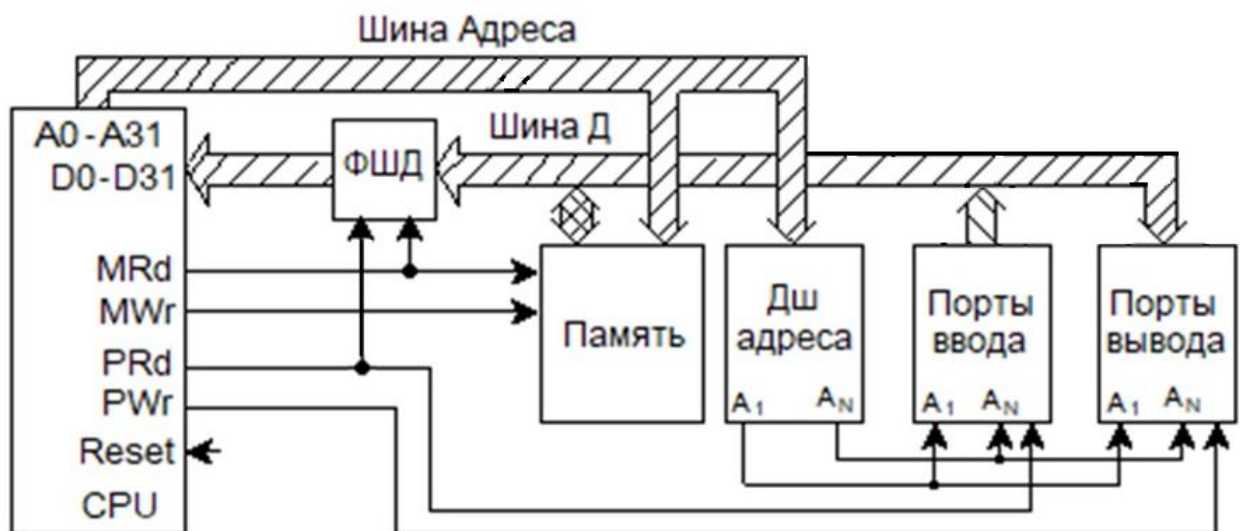 Шина Адреса
A0-A31
D0-D31
ФШД
Шина Д
MRd
MWr
PRd
PWr
Reset
CPU
Память
Дш
адреса
A1 AN
Порты
ввода
A1 AN
Порты
вывода
A1 AN